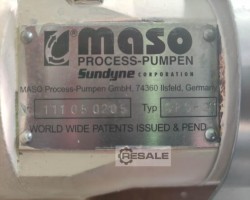 maso
PROCESS-PUMPEN
Sundyne CORPORATION
MASO Process-Pumpen GmbH, 74360 Ilsfeld, Germany
Typ
WORLD WIDE PATENTS ISSUED & PEND
RESALE